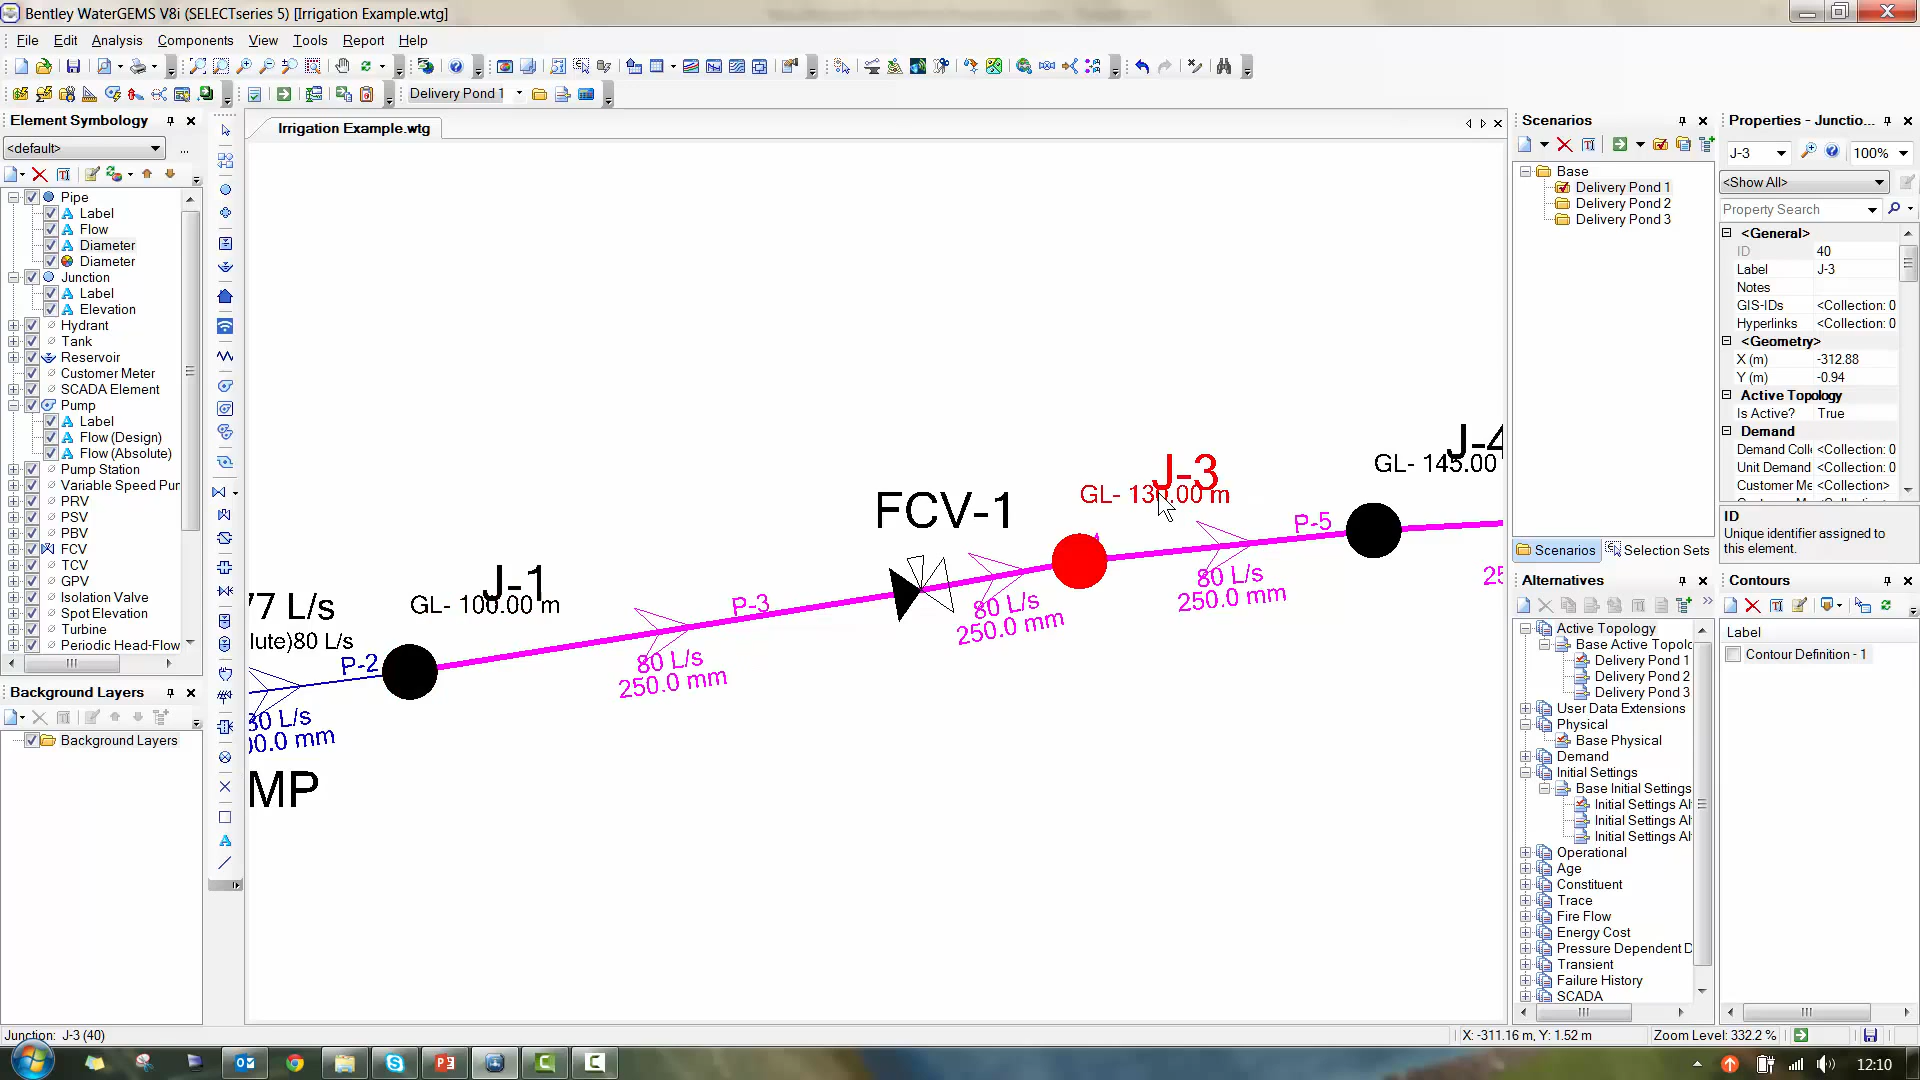 Bentley WaterGEMS V8i (SELECTseries 5) [Irrigation Example.wtg]
File Edit Analysis Components View Tools Report Help
Delivery Pond 1
Element Symbology
<default>
...
Pipe
Label
Flow
Diameter
Diameter
Junction
Label
Elevation
Hydrant
Tank
Reservoir
Customer Meter
SCADA Element
Pump
Label
Flow (Design)
Flow (Absolute)
Pump Station
Variable Speed Pur
PRV
PSV
PBV
FCV
TCV
GPV
Isolation Valve
Spot Elevation
Turbine
Periodic Head-Flow
Background Layers
Background Layers
Irrigation Example.wtg
J-4
GL- 145.00
J-3
GL- 130.00 m
FCV-1
P-5
80 L/s
250.0 mm
80 L/s
250.0 mm
J-1
GL- 100.00 m
P-3
80 L/s
250.0 mm
77 L/s
lute)80 L/s
P-2
80 L/s
00.0 mm
MP
25
Scenarios
Base
Delivery Pond 1
Delivery Pond 2
Delivery Pond 3
Scenarios Selection Sets
Alternatives
Active Topology
Base Active Topolo
Delivery Pond 1
Delivery Pond 2
Delivery Pond 3
User Data Extensions
Physical
Base Physical
Demand
Initial Settings
Base Initial Settings
Initial Settings Al
Initial Settings Al
Initial Settings Al
Operational
Age
Constituent
Trace
Fire Flow
Energy Cost
Pressure Dependent D
Transient
Failure History
SCADA
Properties - Junctio...
J-3 100%
<Show All>
Property Search
<General>
ID 40
Label J-3
Notes
GIS-IDs <Collection: 0
Hyperlinks <Collection: 0
<Geometry>
X (m) -312.88
Y (m) -0.94
Active Topology
Is Active? True
Demand
Demand Coll <Collection: 0
Unit Demand <Collection: 0
Customer Me <Collection: 0
ID
Unique identifier assigned to
this element.
Contours
Label
Contour Definition - 1
Junction: J-3 (40)
X: -311.16 m, Y: 1.52 m Zoom Level: 332.2 %
12:10